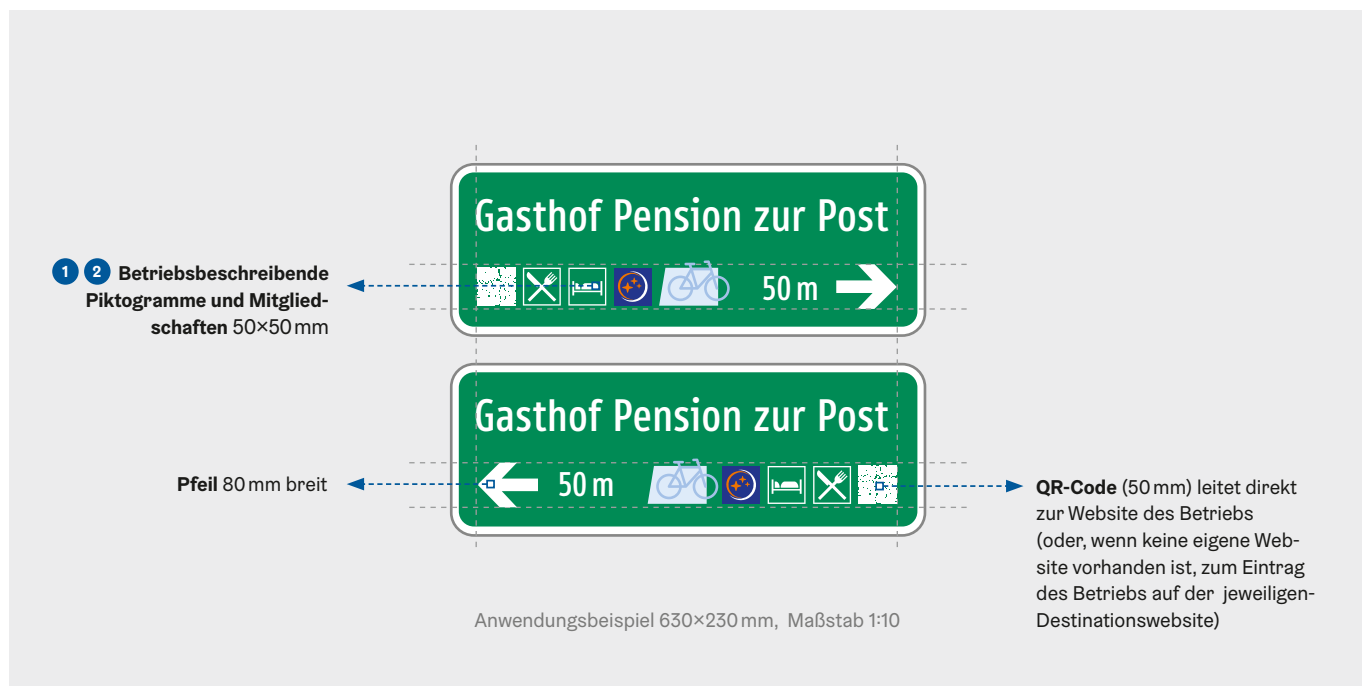 Gasthof Pension zur Post
50 m
1 2 Betriebsbeschreibende
Piktogramme und Mitglied-
schaften 50×50 mm
Gasthof Pension zur Post
50 m
Pfeil 80 mm breit
QR-Code (50 mm) leitet direkt
zur Website des Betriebs
(oder, wenn keine eigene Web-
site vorhanden ist, zum Eintrag
des Betriebs auf der jeweiligen-
Destinationswebsite)
Anwendungsbeispiel 630×230 mm, Maßstab 1:10